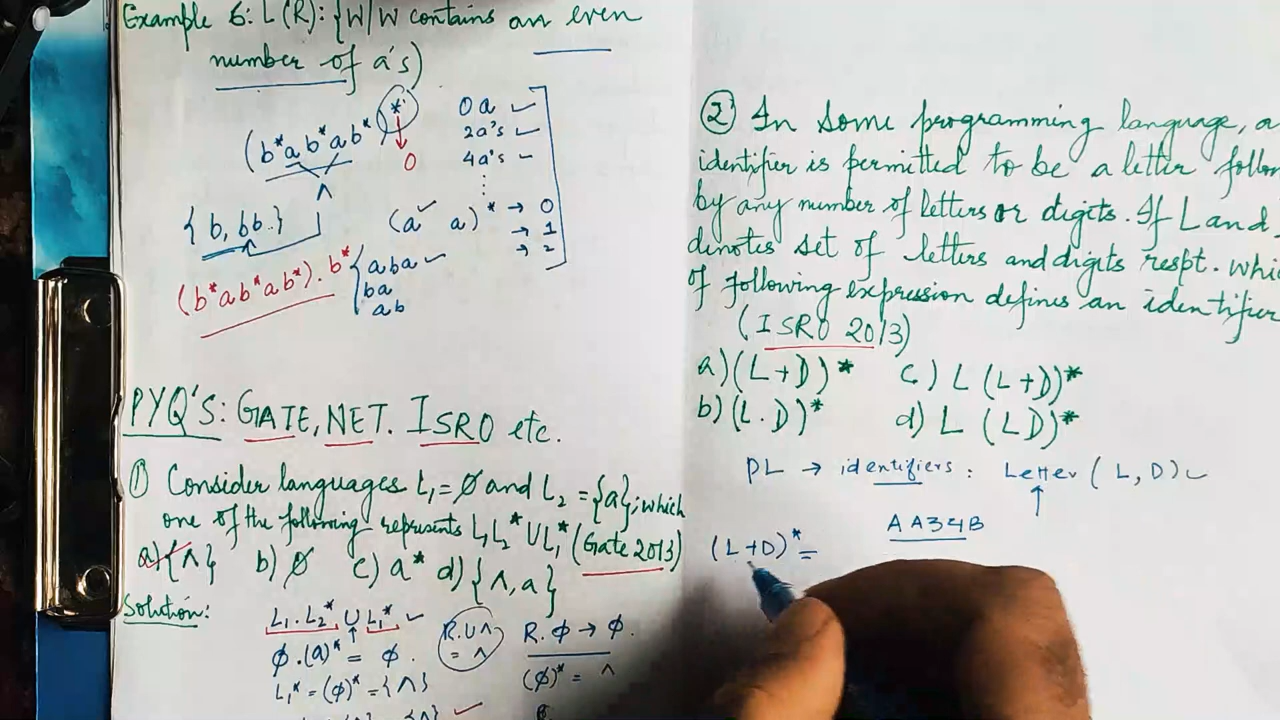 Example 6: L(R): {W/W contains an even
number of a's)
(b*ab*ab*)*
0
0a ✓
2a's ✓
4a's ✓
⋮
{b, bb..}
(a a)* → 0
→ 1
→ 2
(b*ab*ab*).b*
{aba ✓
ba
ab
PYQ'S: GATE, NET. ISRO etc.
① Consider languages L₁=∅ and L₂={a}; which
one of the following represents L₁L₂* U L₁* (Gate 2013)
a) {^} b) ∅ c) a* d) {^, a}
Solution:
L₁.L₂* U L₁* ✓
∅.(a)* = ∅.
L₁* = (∅)* = {^}
R.U^
= ^
R.∅ → ∅.
(∅)* = ^
② In some programming language, a
identifier is permitted to be a letter
by any number of letters or digits. If L and
denotes set of letters and digits respt.
of following expression defines an identifier
(ISRO 2013)
a) (L+D)* c) L(L+D)*
b) (L.D)* d) L (LD)*
PL → identifiers: Letter (L, D) ✓
AA34B
(L+D)* =